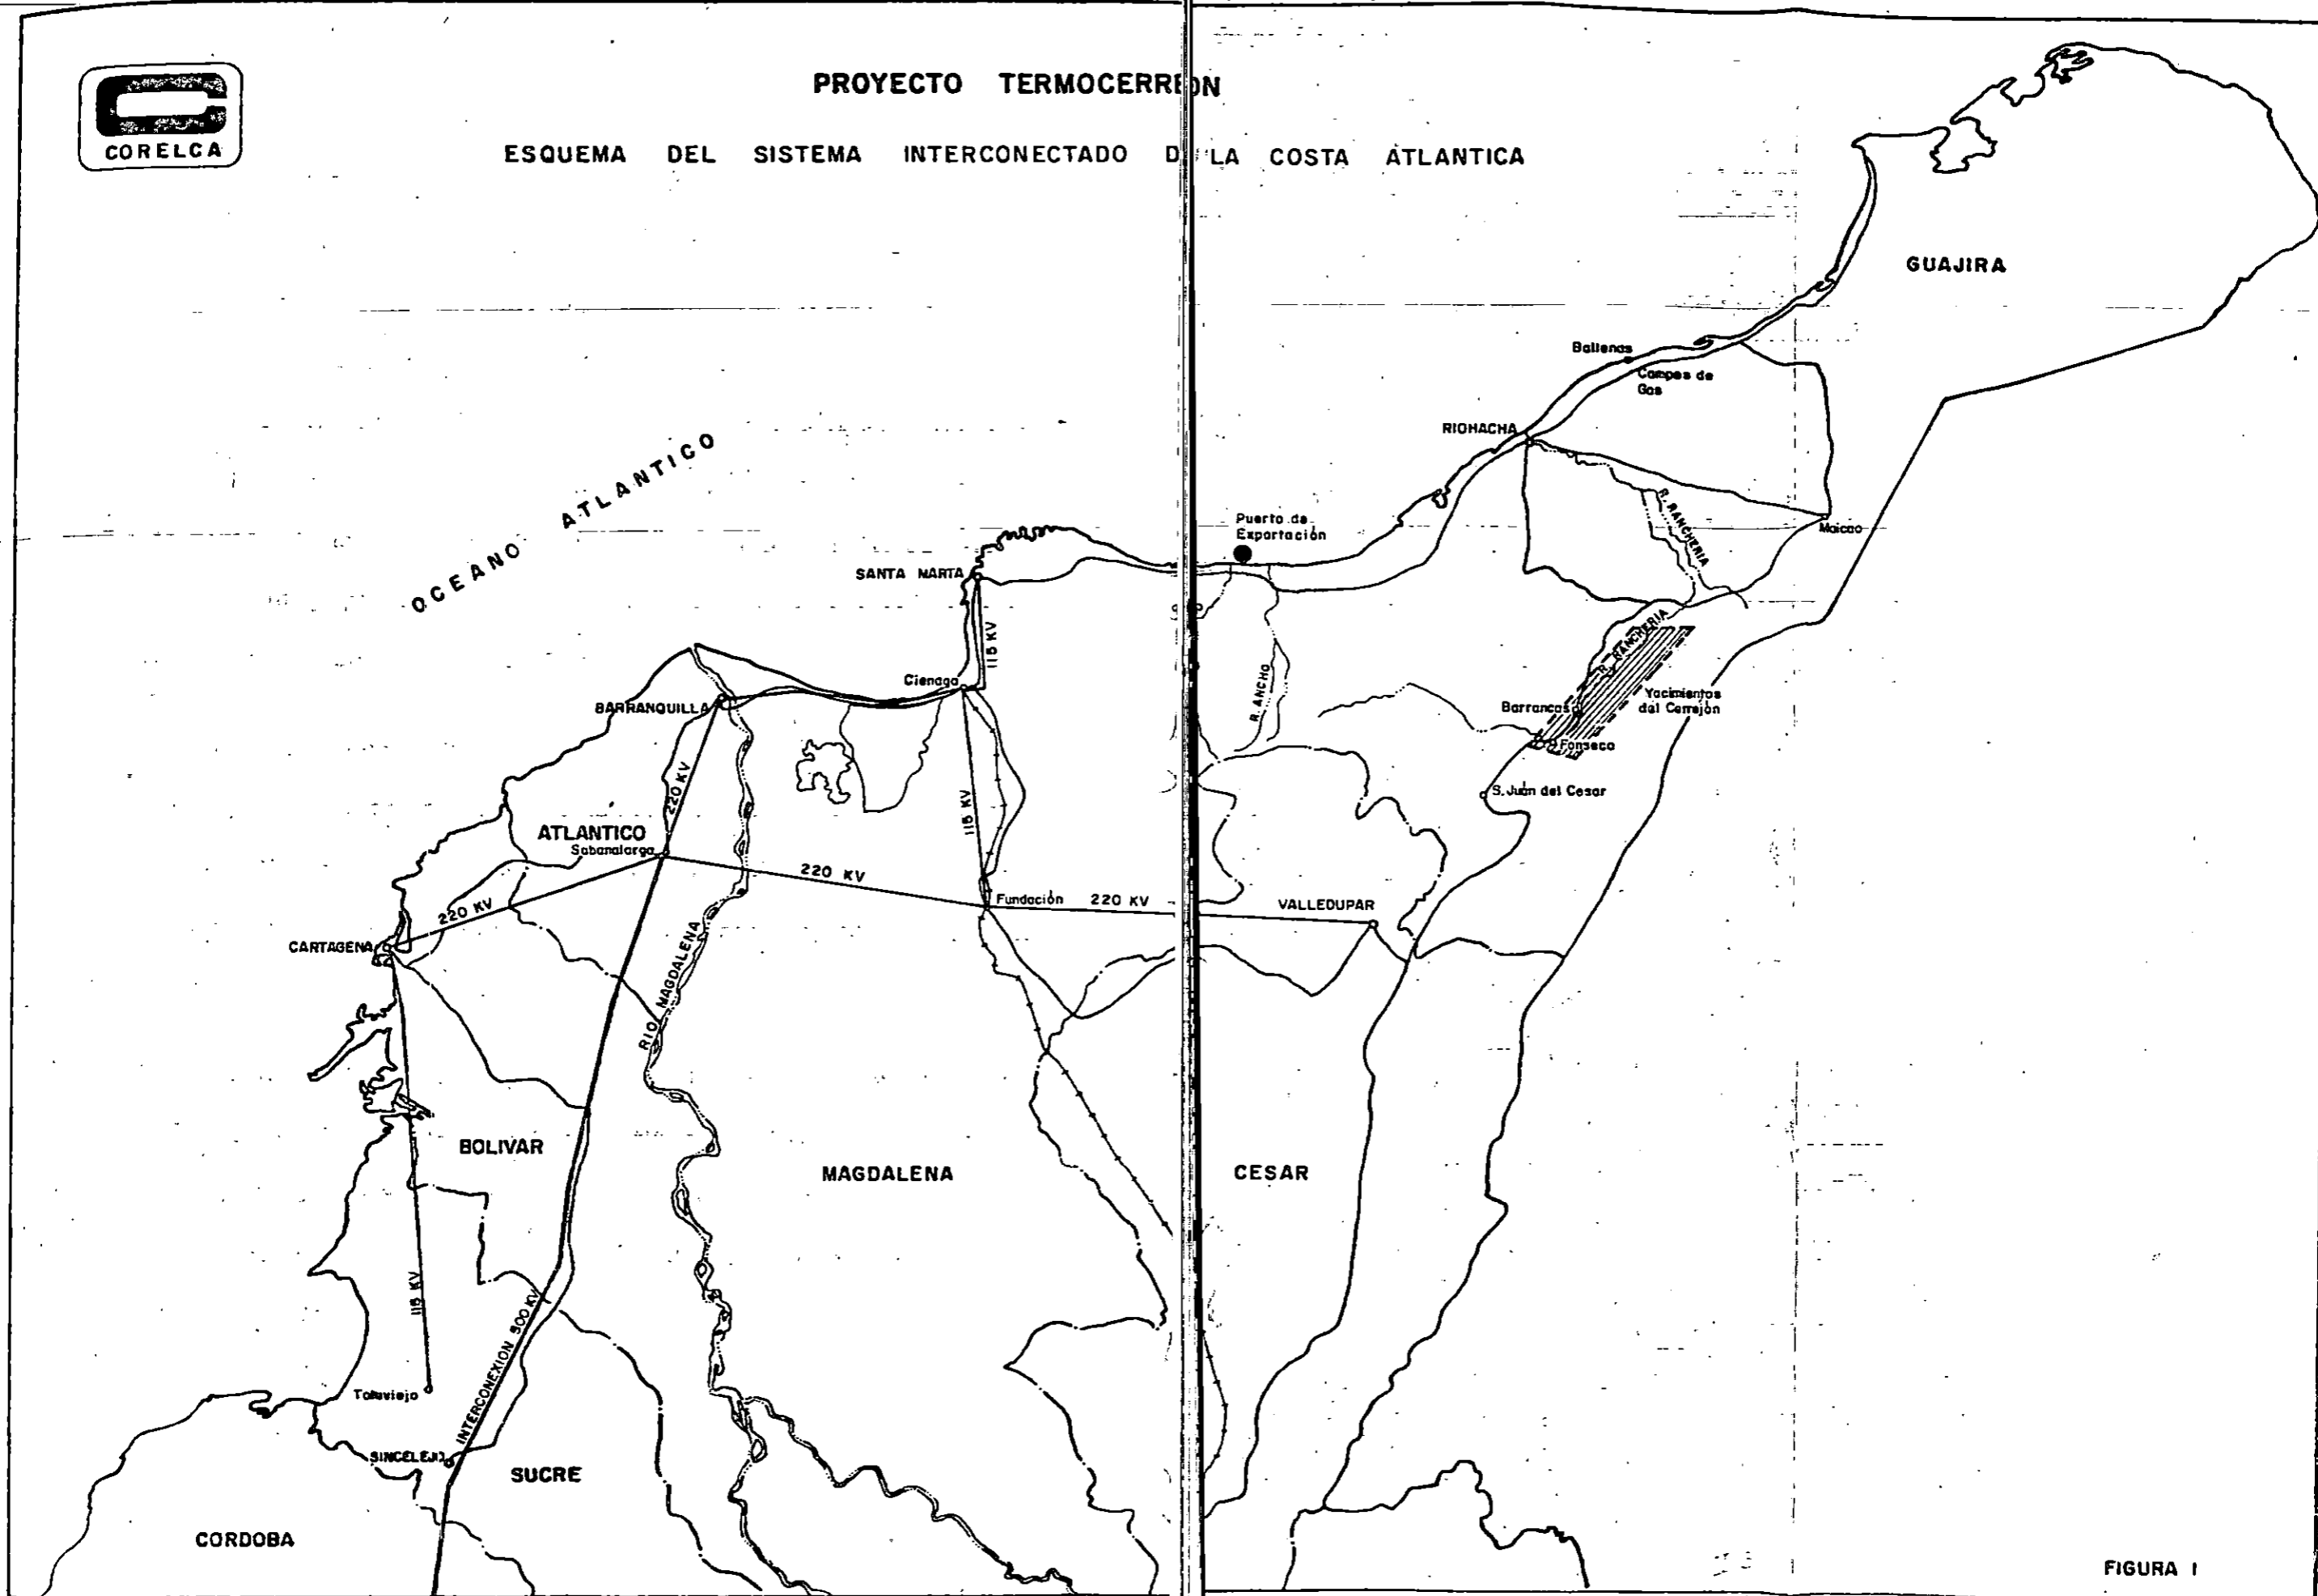 CORELCA
PROYECTO TERMOCERREON
ESQUEMA DEL SISTEMA INTERCONECTADO D LA COSTA ATLANTICA
GUAJIRA
Ballenas
Campos de
Gas
RIOHACHA
OCEANO ATLANTICO
R. RANCHERIA
Maicao
Puerto de
Exportación
SANTA MARTA
115 KV
R. RANCHERIA
Cienaga
R. ANCHO
Yacimientos
del Cerrejón
BARRANQUILLA
Barrancas
Fonseca
220 KV
S. Juan del Cesar
115 KV
ATLANTICO
Sabanalarga
220 KV
Fundación
220 KV
VALLEDUPAR
220 KV
CARTAGENA
RIO MAGDALENA
BOLIVAR
MAGDALENA
CESAR
115 KV
INTERCONEXION 500 KV
Toluviejo
SINCELEJO
SUCRE
CORDOBA
FIGURA 1